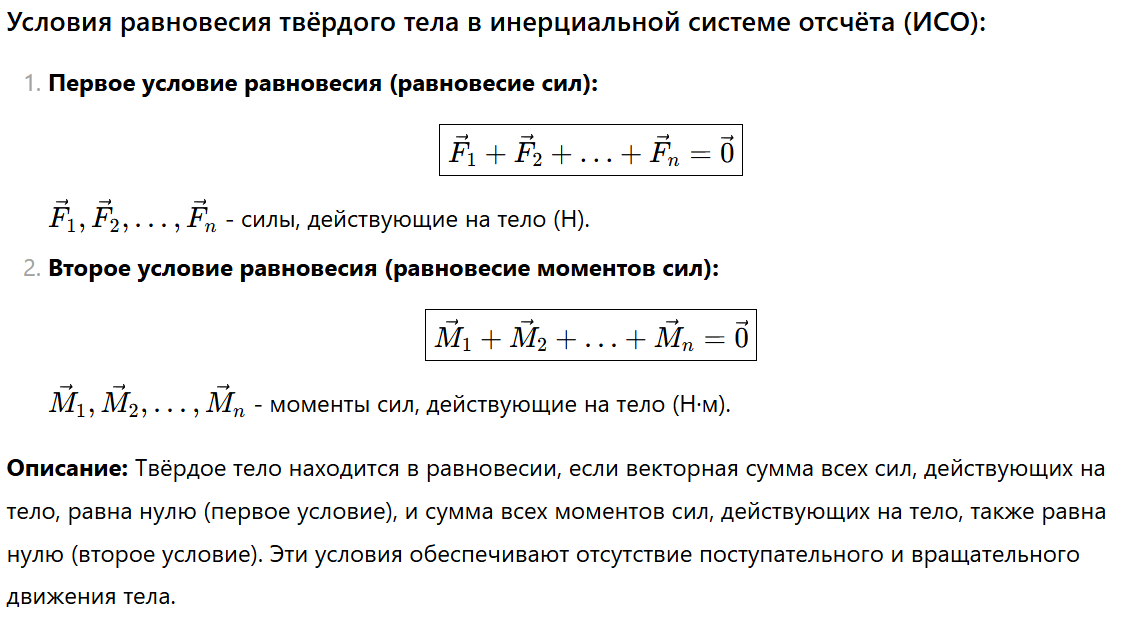 Условия равновесия твёрдого тела в инерциальной системе отсчёта (ИСО):
1. Первое условие равновесия (равновесие сил):
$\vec{F}_1 + \vec{F}_2 + \ldots + \vec{F}_n = \vec{0}$
$\vec{F}_1, \vec{F}_2, \ldots, \vec{F}_n$ - силы, действующие на тело (Н).
2. Второе условие равновесия (равновесие моментов сил):
$\vec{M}_1 + \vec{M}_2 + \ldots + \vec{M}_n = \vec{0}$
$\vec{M}_1, \vec{M}_2, \ldots, \vec{M}_n$ - моменты сил, действующие на тело (Н·м).
Описание: Твёрдое тело находится в равновесии, если векторная сумма всех сил, действующих на
тело, равна нулю (первое условие), и сумма всех моментов сил, действующих на тело, также равна
нулю (второе условие). Эти условия обеспечивают отсутствие поступательного и вращательного
движения тела.